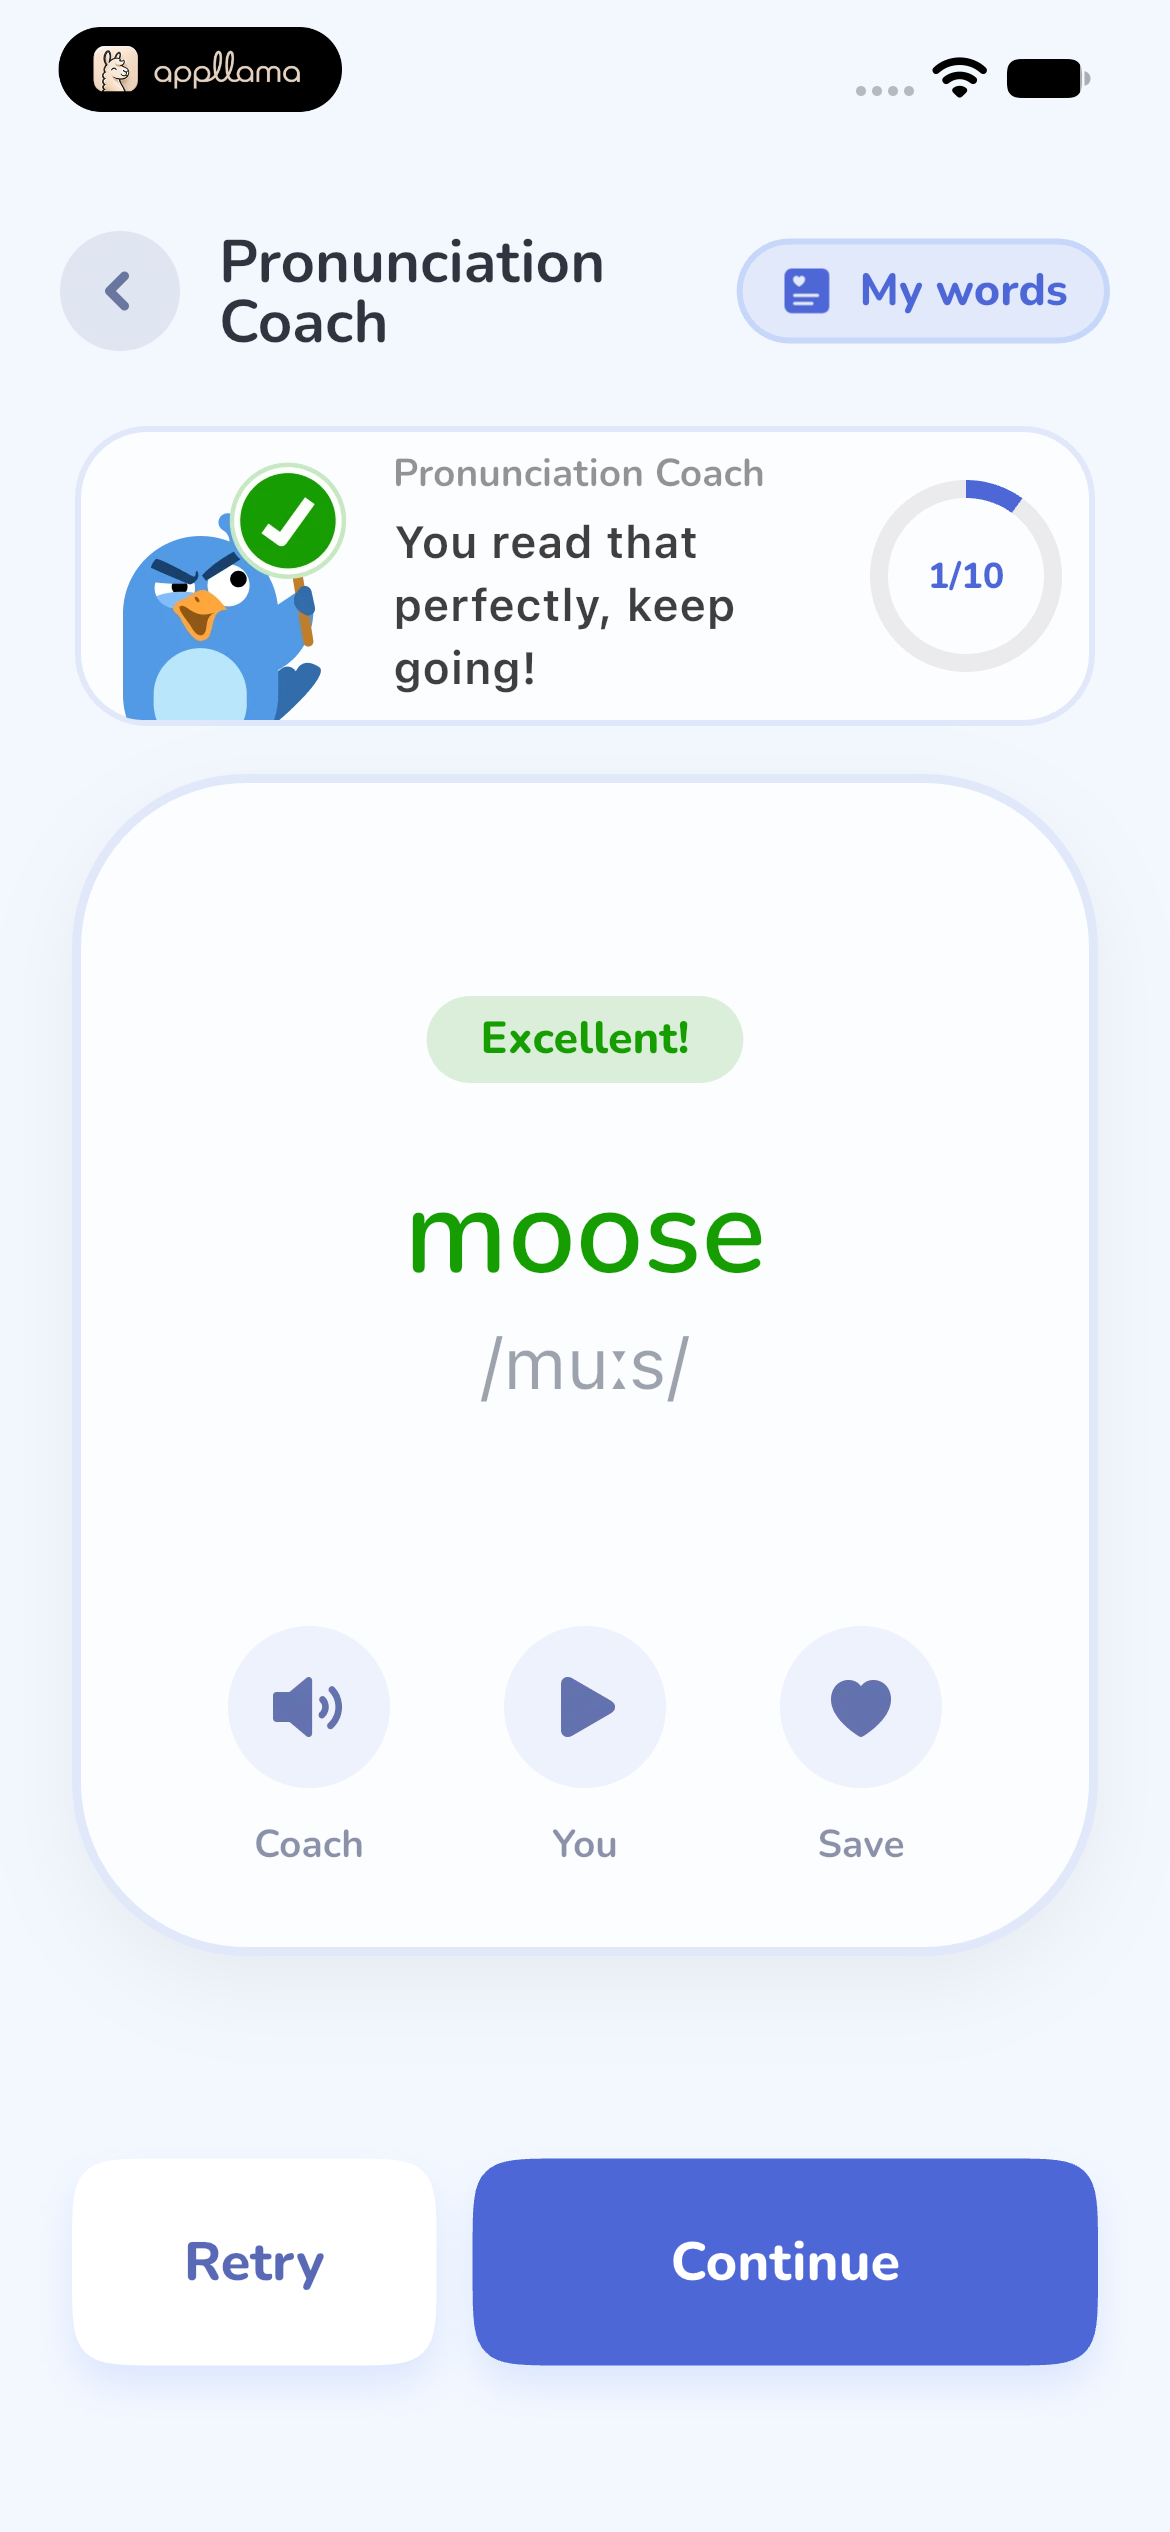 appllama
Pronunciation
Coach
My words
Pronunciation Coach
You read that
perfectly, keep
going!
1/10
Excellent!
moose
/muːs/
Coach
You
Save
Retry
Continue